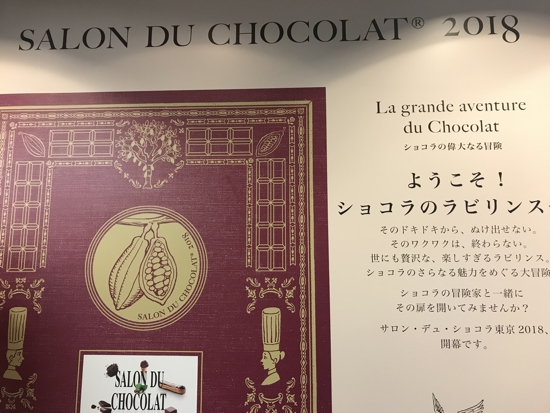 SALON DU CHOCOLAT® 2018
La grande aventure
du Chocolat
ショコラの偉大なる冒険
ようこそ！
ショコラのラビリンス
そのドキドキから、ぬけ出せない。
そのワクワクは、終わらない。
世にも贅沢な、楽しすぎるラビリンス。
ショコラのさらなる魅力をめぐる大冒険
ショコラの冒険家と一緒に
その扉を開いてみませんか？
サロン・デュ・ショコラ東京 2018、
開幕です。
SALON DU CHOCOLAT 2018
SALON DU
CHOCOLAT